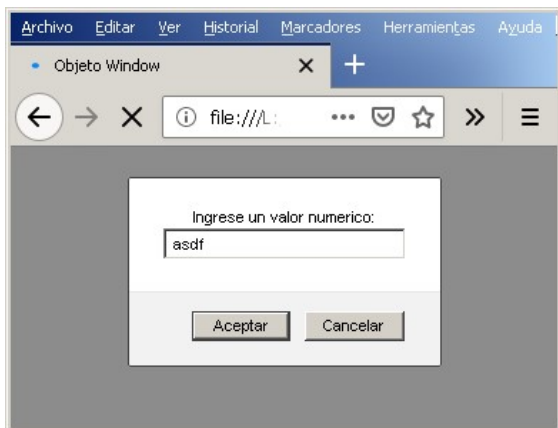 Archivo Editar Ver Historial Marcadores Herramientas Ayuda
Objeto Window
file:///L:
Ingrese un valor numerico:
asdf
Aceptar Cancelar